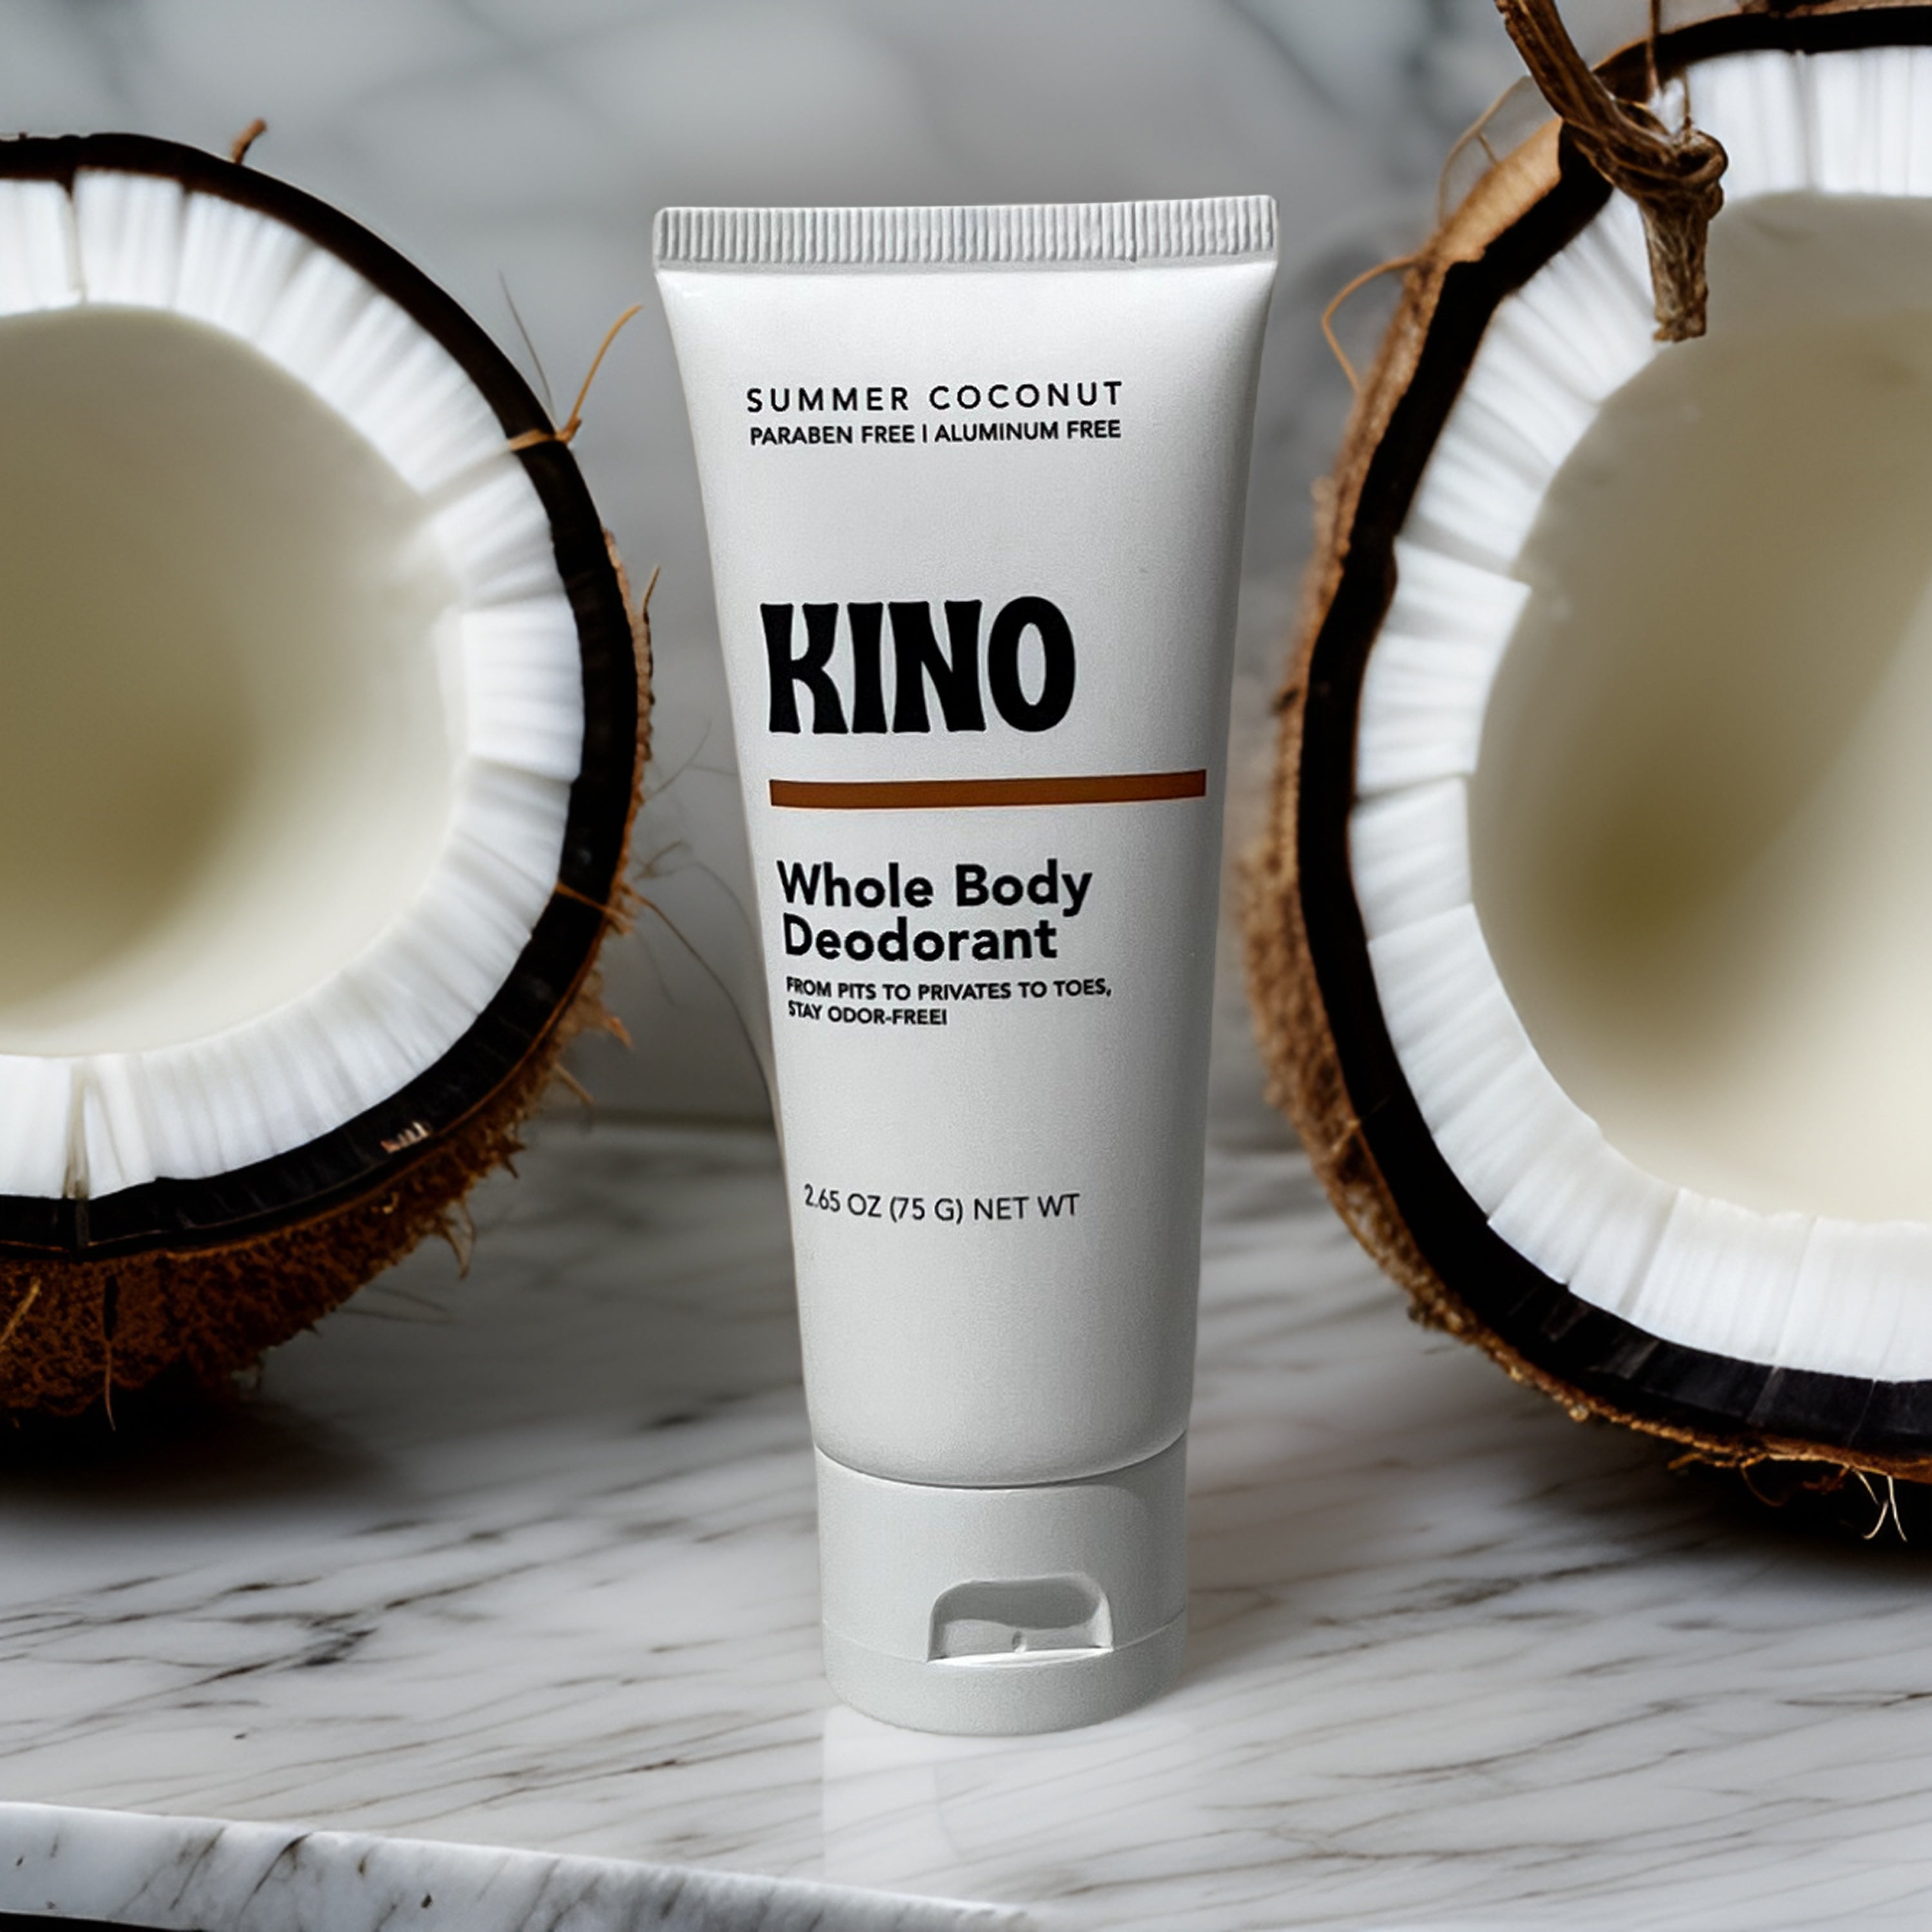 SUMMER COCONUT
PARABEN FREE | ALUMINUM FREE
KINO
Whole Body
Deodorant
FROM PITS TO PRIVATES TO TOES,
STAY ODOR-FREE!
2.65 OZ (75 G) NET WT